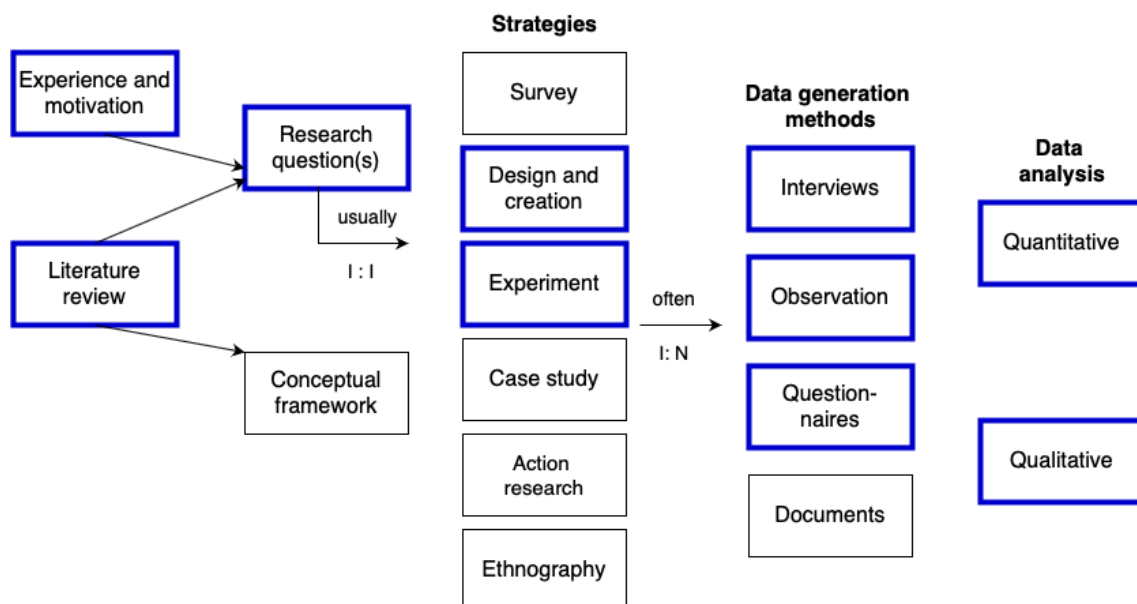 Experience and
motivation
Literature
review
Research
question(s)
usually
I : I
Conceptual
framework
Strategies
Survey
Design and
creation
Experiment
Case study
Action
research
Ethnography
often
I: N
Data generation
methods
Interviews
Observation
Question-
naires
Documents
Data
analysis
Quantitative
Qualitative